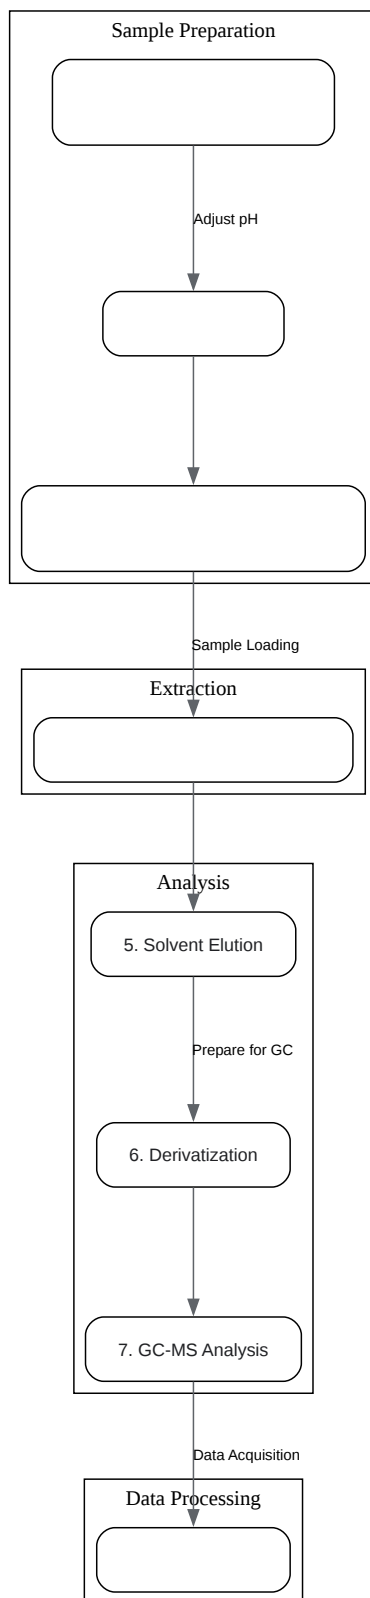 Sample Preparation
Adjust pH
Sample Loading
Extraction
Analysis
5. Solvent Elution
Prepare for GC
6. Derivatization
7. GC-MS Analysis
Data Acquisition
Data Processing